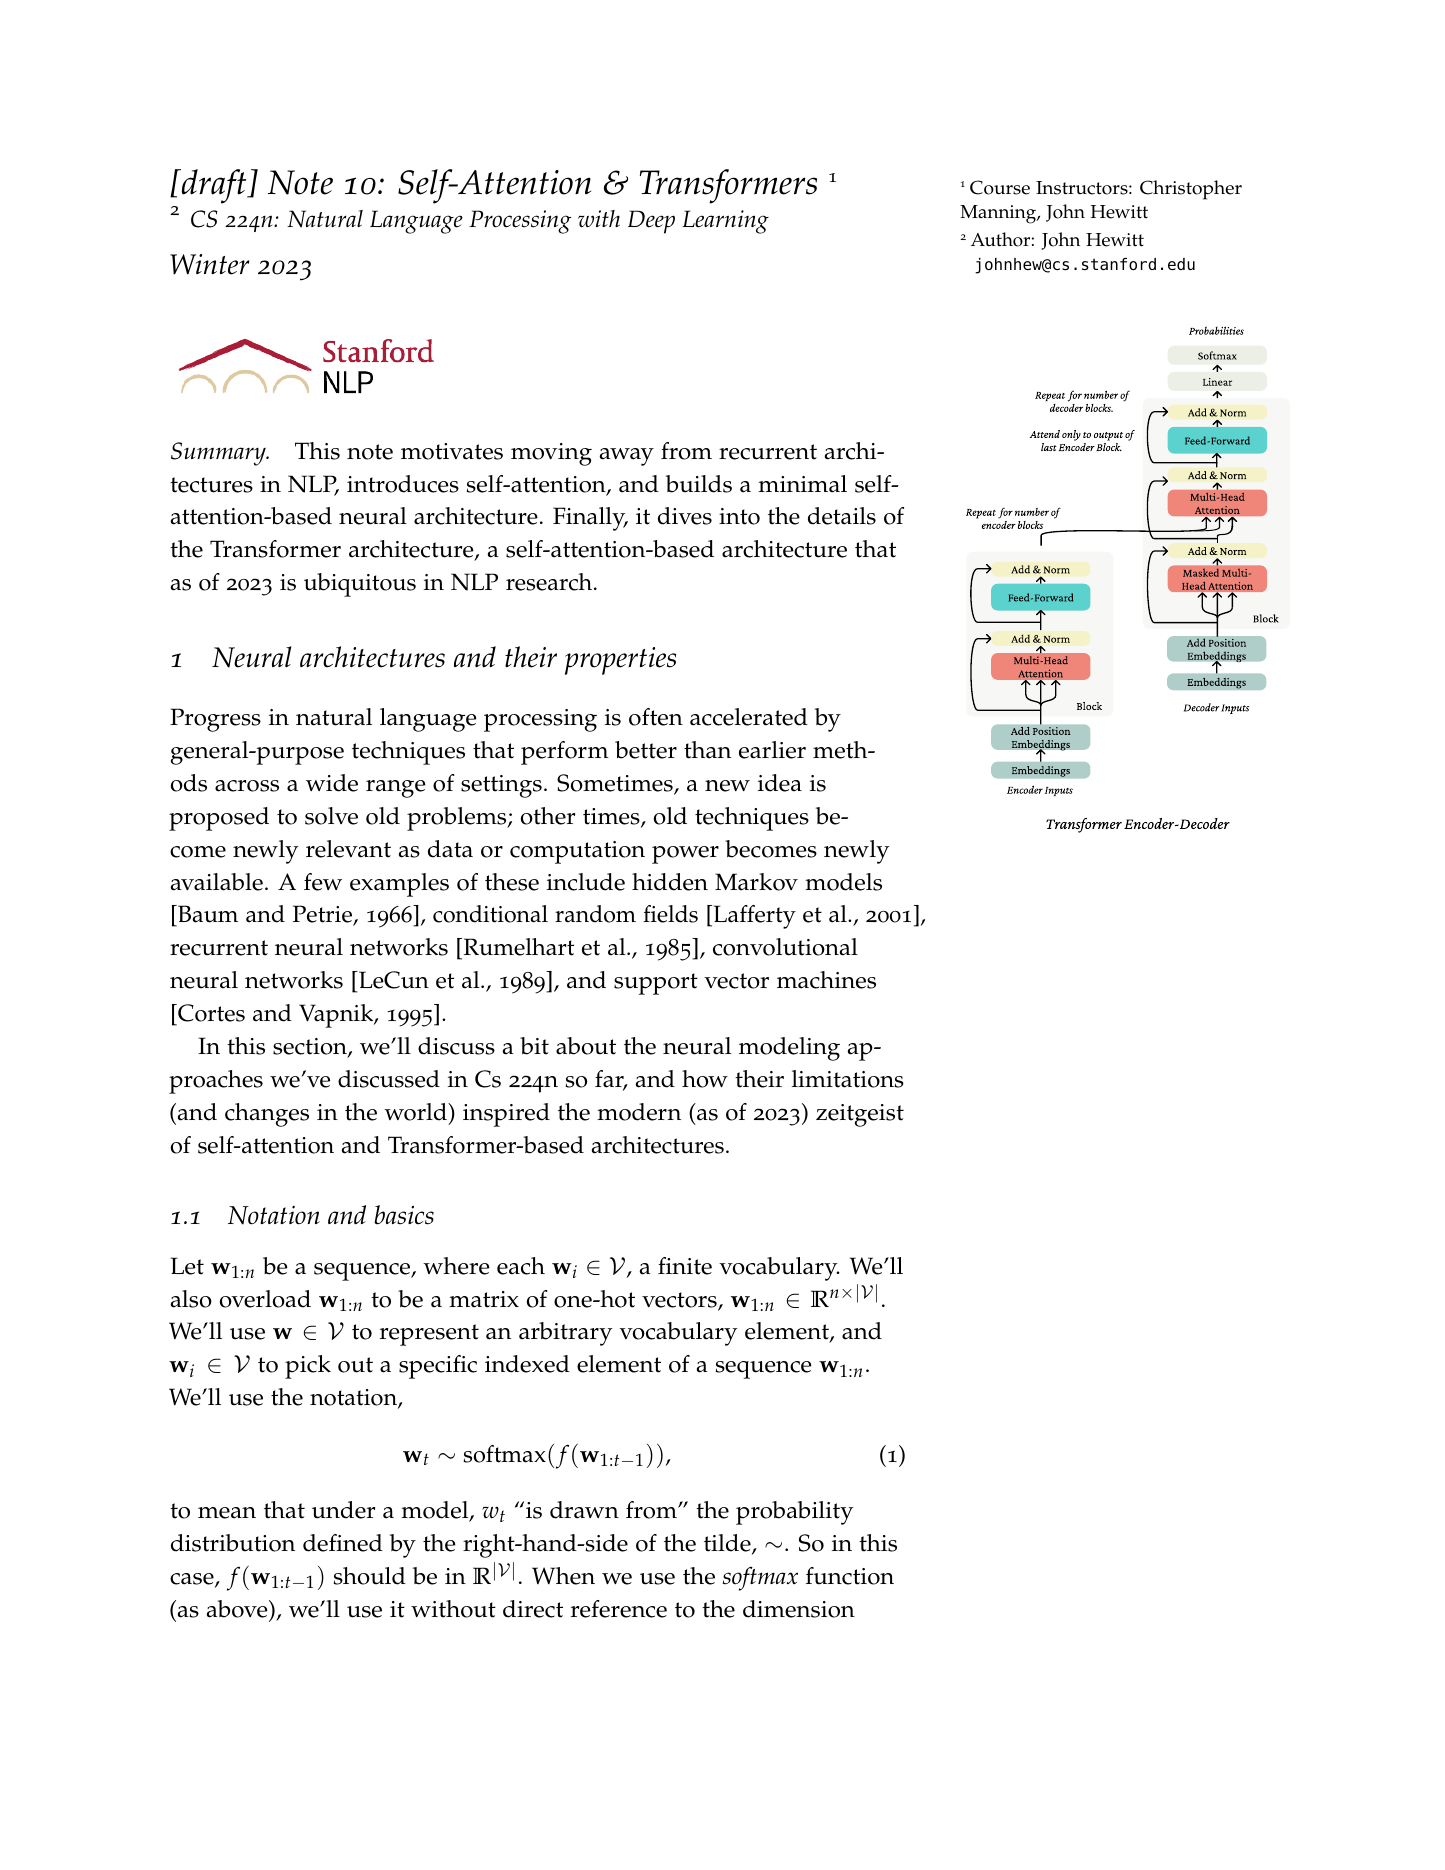 [draft] Note 10: Self-Attention & Transformers ¹
² CS 224n: Natural Language Processing with Deep Learning
Winter 2023
¹ Course Instructors: Christopher
Manning, John Hewitt
² Author: John Hewitt
johnhew@cs.stanford.edu
Stanford
NLP
Summary. This note motivates moving away from recurrent archi-
tectures in NLP, introduces self-attention, and builds a minimal self-
attention-based neural architecture. Finally, it dives into the details of
the Transformer architecture, a self-attention-based architecture that
as of 2023 is ubiquitous in NLP research.
1 Neural architectures and their properties
Progress in natural language processing is often accelerated by
general-purpose techniques that perform better than earlier meth-
ods across a wide range of settings. Sometimes, a new idea is
proposed to solve old problems; other times, old techniques be-
come newly relevant as data or computation power becomes newly
available. A few examples of these include hidden Markov models
[Baum and Petrie, 1966], conditional random fields [Lafferty et al., 2001],
recurrent neural networks [Rumelhart et al., 1985], convolutional
neural networks [LeCun et al., 1989], and support vector machines
[Cortes and Vapnik, 1995].
In this section, we'll discuss a bit about the neural modeling ap-
proaches we've discussed in Cs 224n so far, and how their limitations
(and changes in the world) inspired the modern (as of 2023) zeitgeist
of self-attention and Transformer-based architectures.
1.1 Notation and basics
Let w₁:ₙ be a sequence, where each wᵢ ∈ 𝒱, a finite vocabulary. We'll
also overload w₁:ₙ to be a matrix of one-hot vectors, w₁:ₙ ∈ ℝ^{n×|𝒱|}.
We'll use w ∈ 𝒱 to represent an arbitrary vocabulary element, and
wᵢ ∈ 𝒱 to pick out a specific indexed element of a sequence w₁:ₙ.
We'll use the notation,
wₜ ∼ softmax(f(w₁:ₜ₋₁)), (1)
to mean that under a model, wₜ “is drawn from” the probability
distribution defined by the right-hand-side of the tilde, ∼. So in this
case, f(w₁:ₜ₋₁) should be in ℝ^{|𝒱|}. When we use the softmax function
(as above), we'll use it without direct reference to the dimension
Probabilities
Softmax
Linear
Repeat for number of
decoder blocks.
Add & Norm
Attend only to output of
last Encoder Block.
Feed-Forward
Add & Norm
Multi-Head
Attention
Add & Norm
Masked Multi-
Head Attention
Block
Add Position
Embeddings
Embeddings
Decoder Inputs
Repeat for number of
encoder blocks
Add & Norm
Feed-Forward
Add & Norm
Multi-Head
Attention
Block
Add Position
Embeddings
Embeddings
Encoder Inputs
Transformer Encoder-Decoder